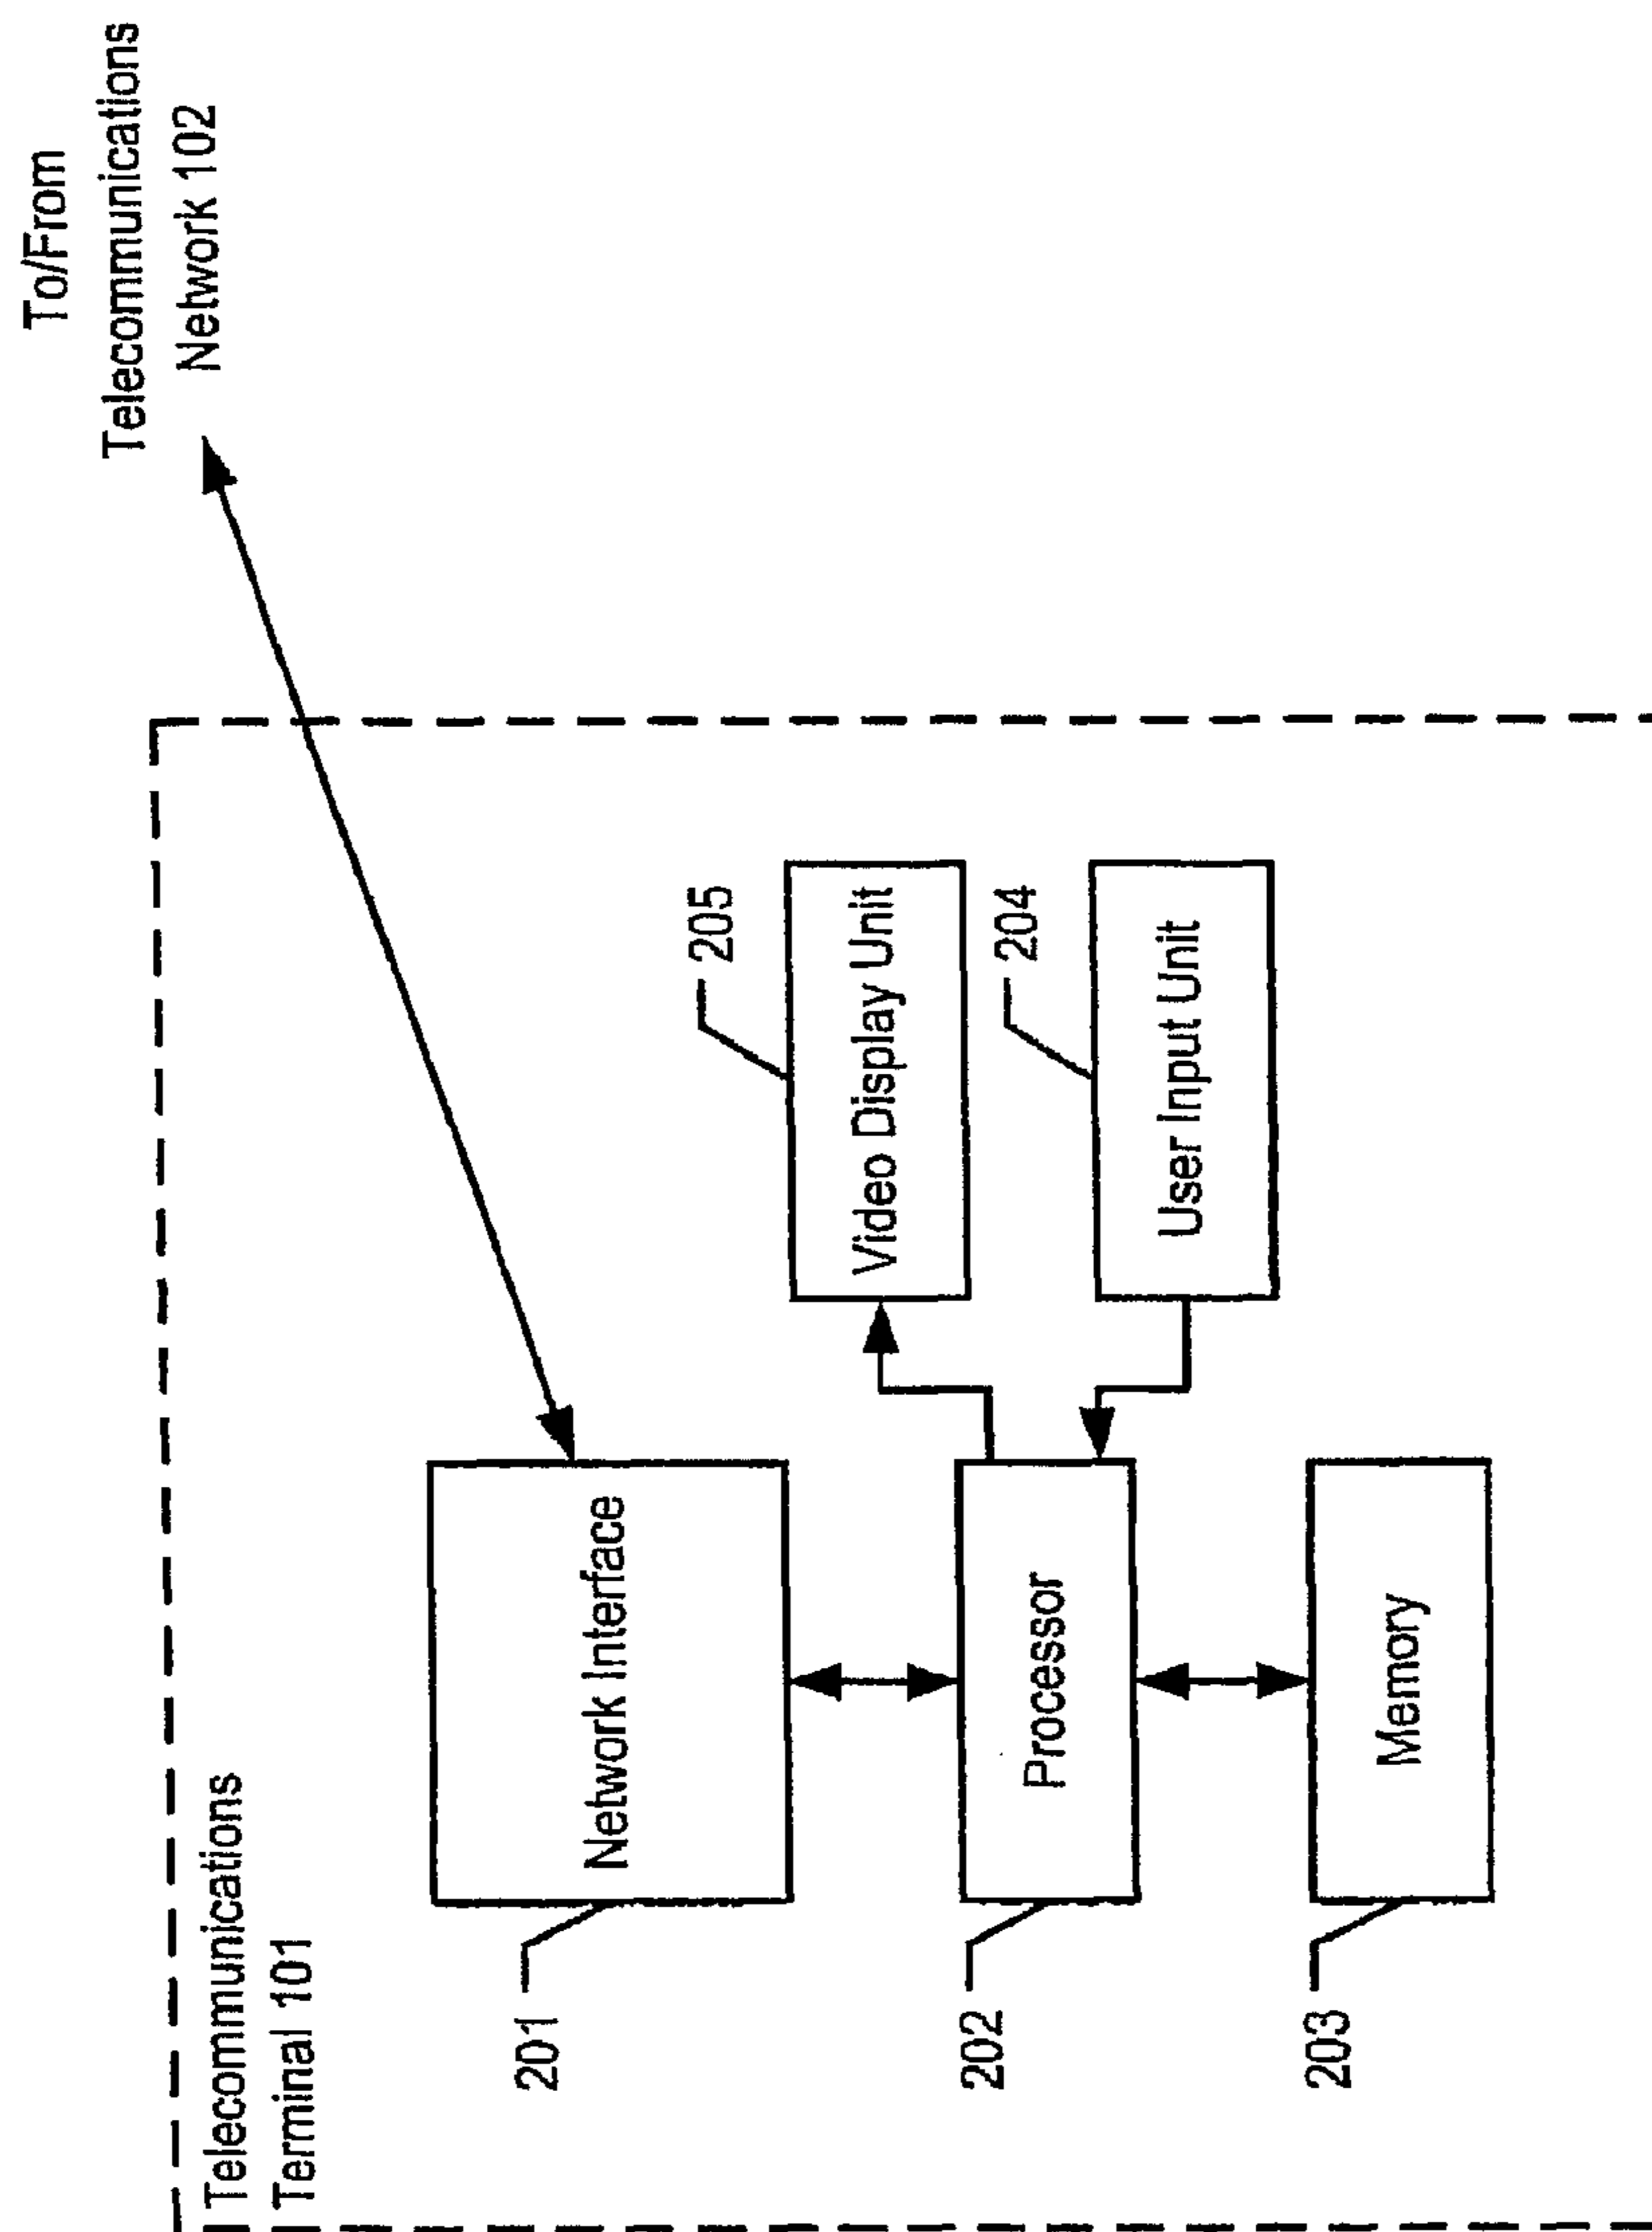 To/From
Telecommunications
Network 102
Telecommunications
Terminal 101
201
Network Interface
205
Video Display Unit
202
Processor
204
User Input Unit
203
Memory